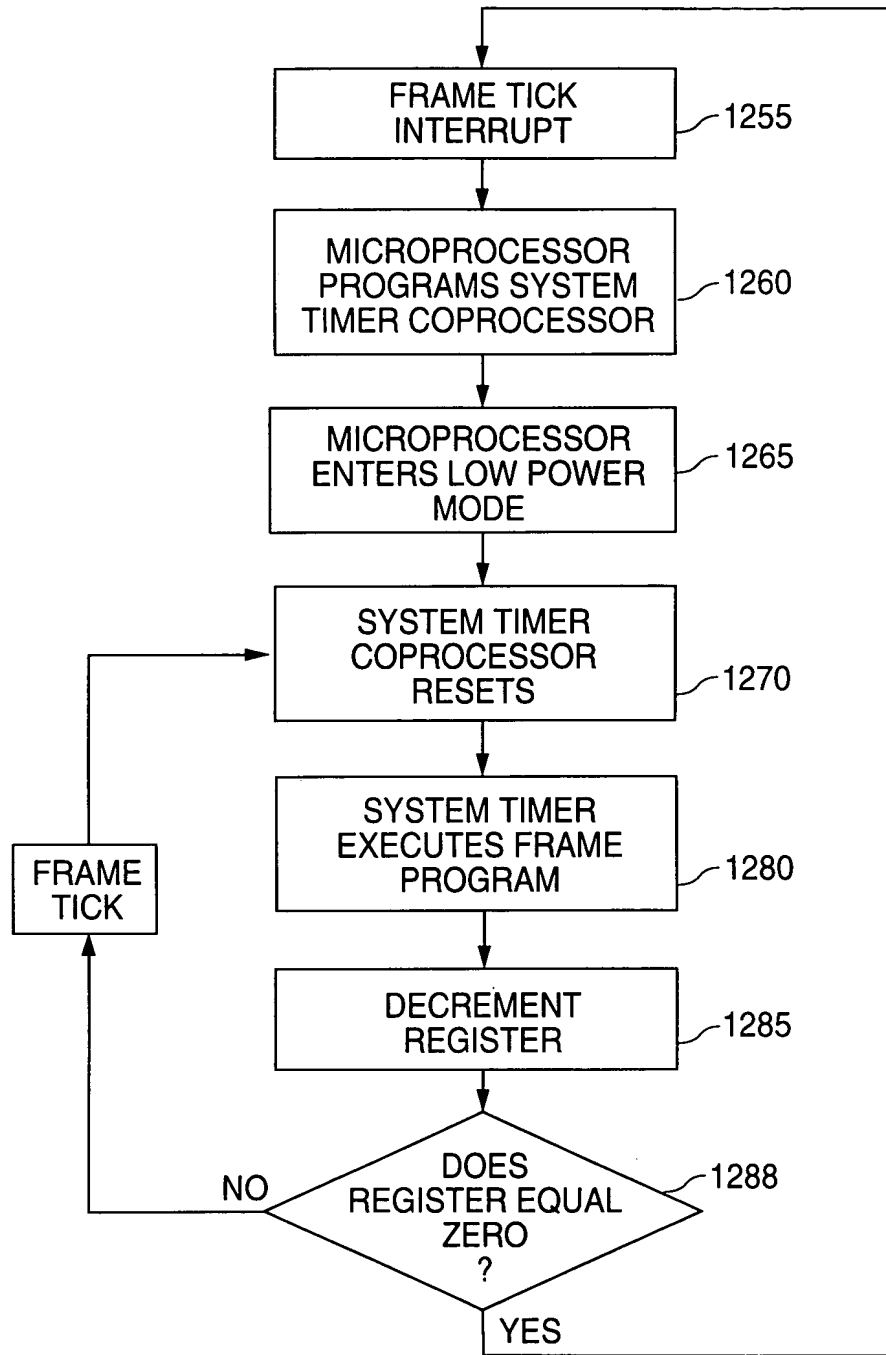 FRAME TICK
INTERRUPT
1255
MICROPROCESSOR
PROGRAMS SYSTEM
TIMER COPROCESSOR
1260
MICROPROCESSOR
ENTERS LOW POWER
MODE
1265
SYSTEM TIMER
COPROCESSOR
RESETS
1270
SYSTEM TIMER
EXECUTES FRAME
PROGRAM
1280
FRAME
TICK
DECREMENT
REGISTER
1285
DOES
REGISTER EQUAL
ZERO
?
1288
NO
YES